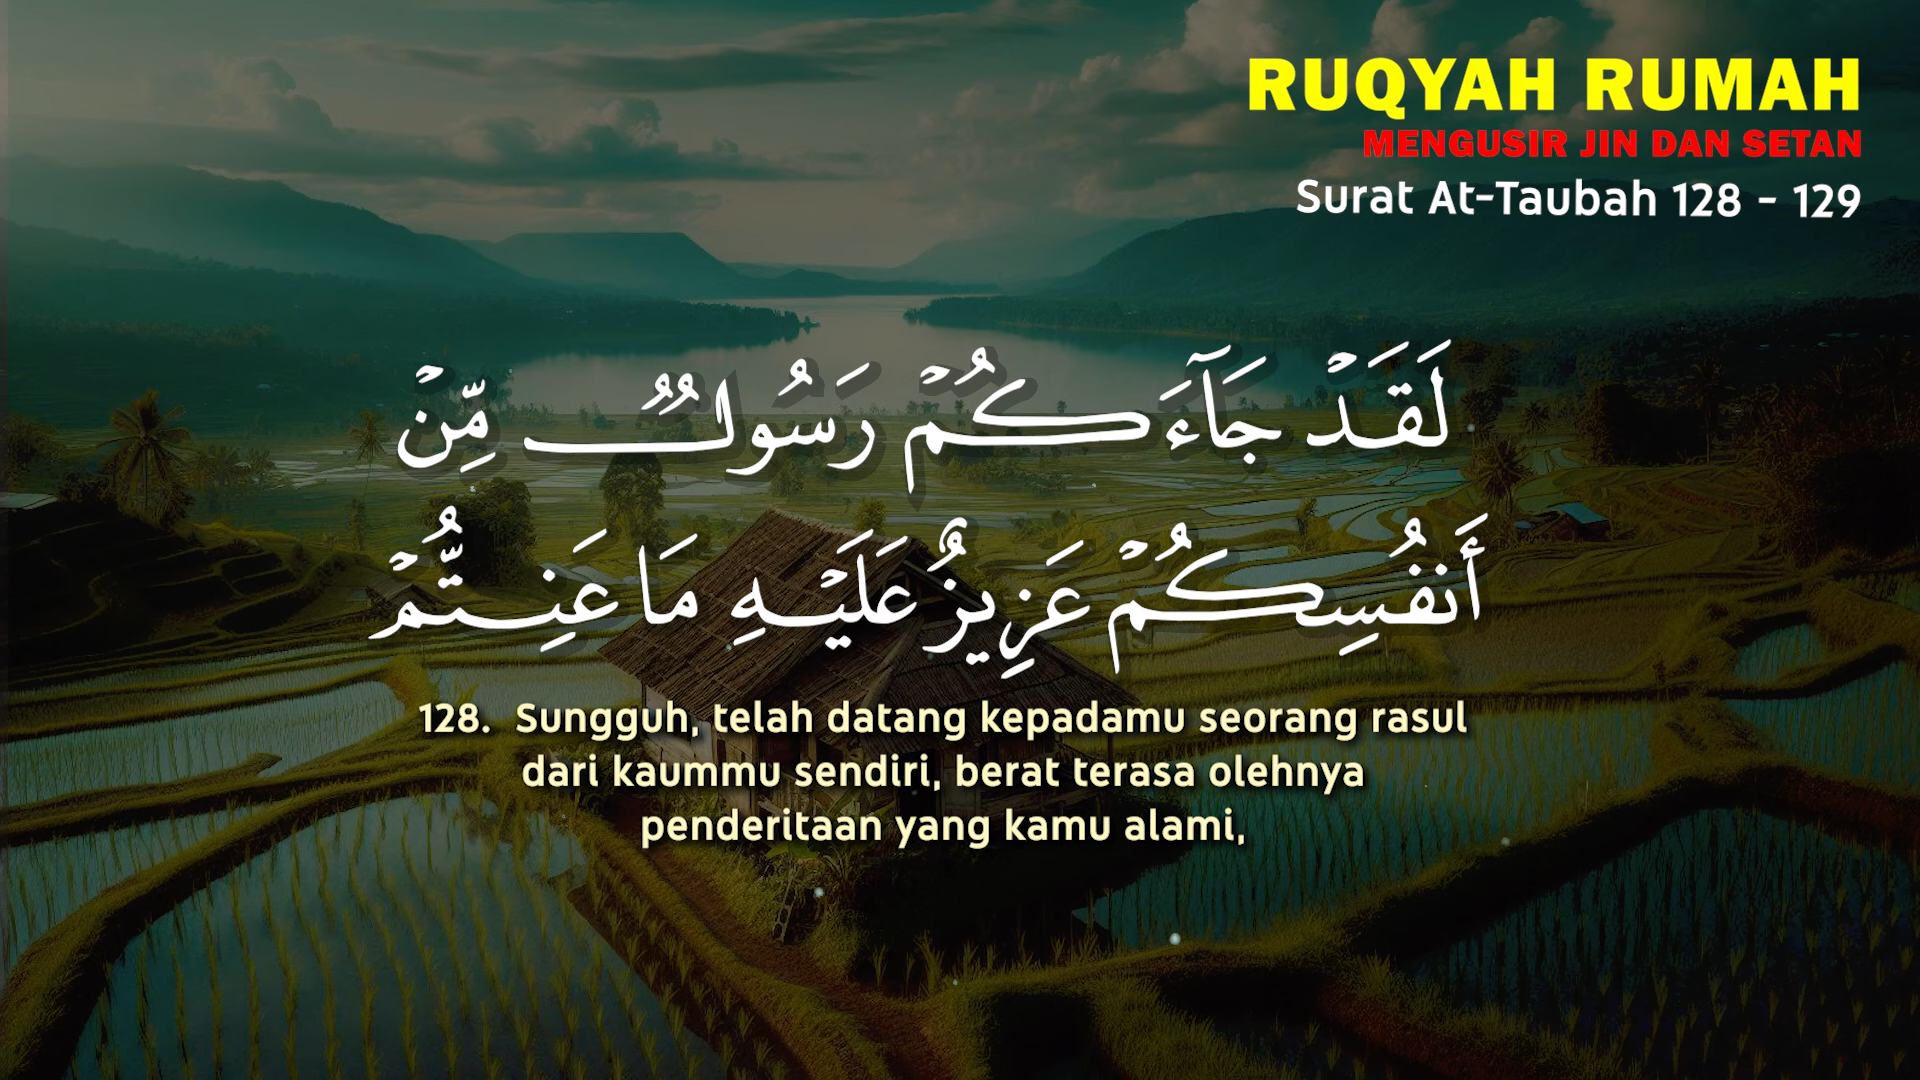 RUQYAH RUMAH
MENGUSIR JIN DAN SETAN
Surat At-Taubah 128 - 129
لَقَدْ جَآءَكُمْ رَسُولٌ مِّنْ
أَنفُسِكُمْ عَزِيزٌ عَلَيْهِ مَا عَنِتُّمْ
128. Sungguh, telah datang kepadamu seorang rasul
dari kaummu sendiri, berat terasa olehnya
penderitaan yang kamu alami,